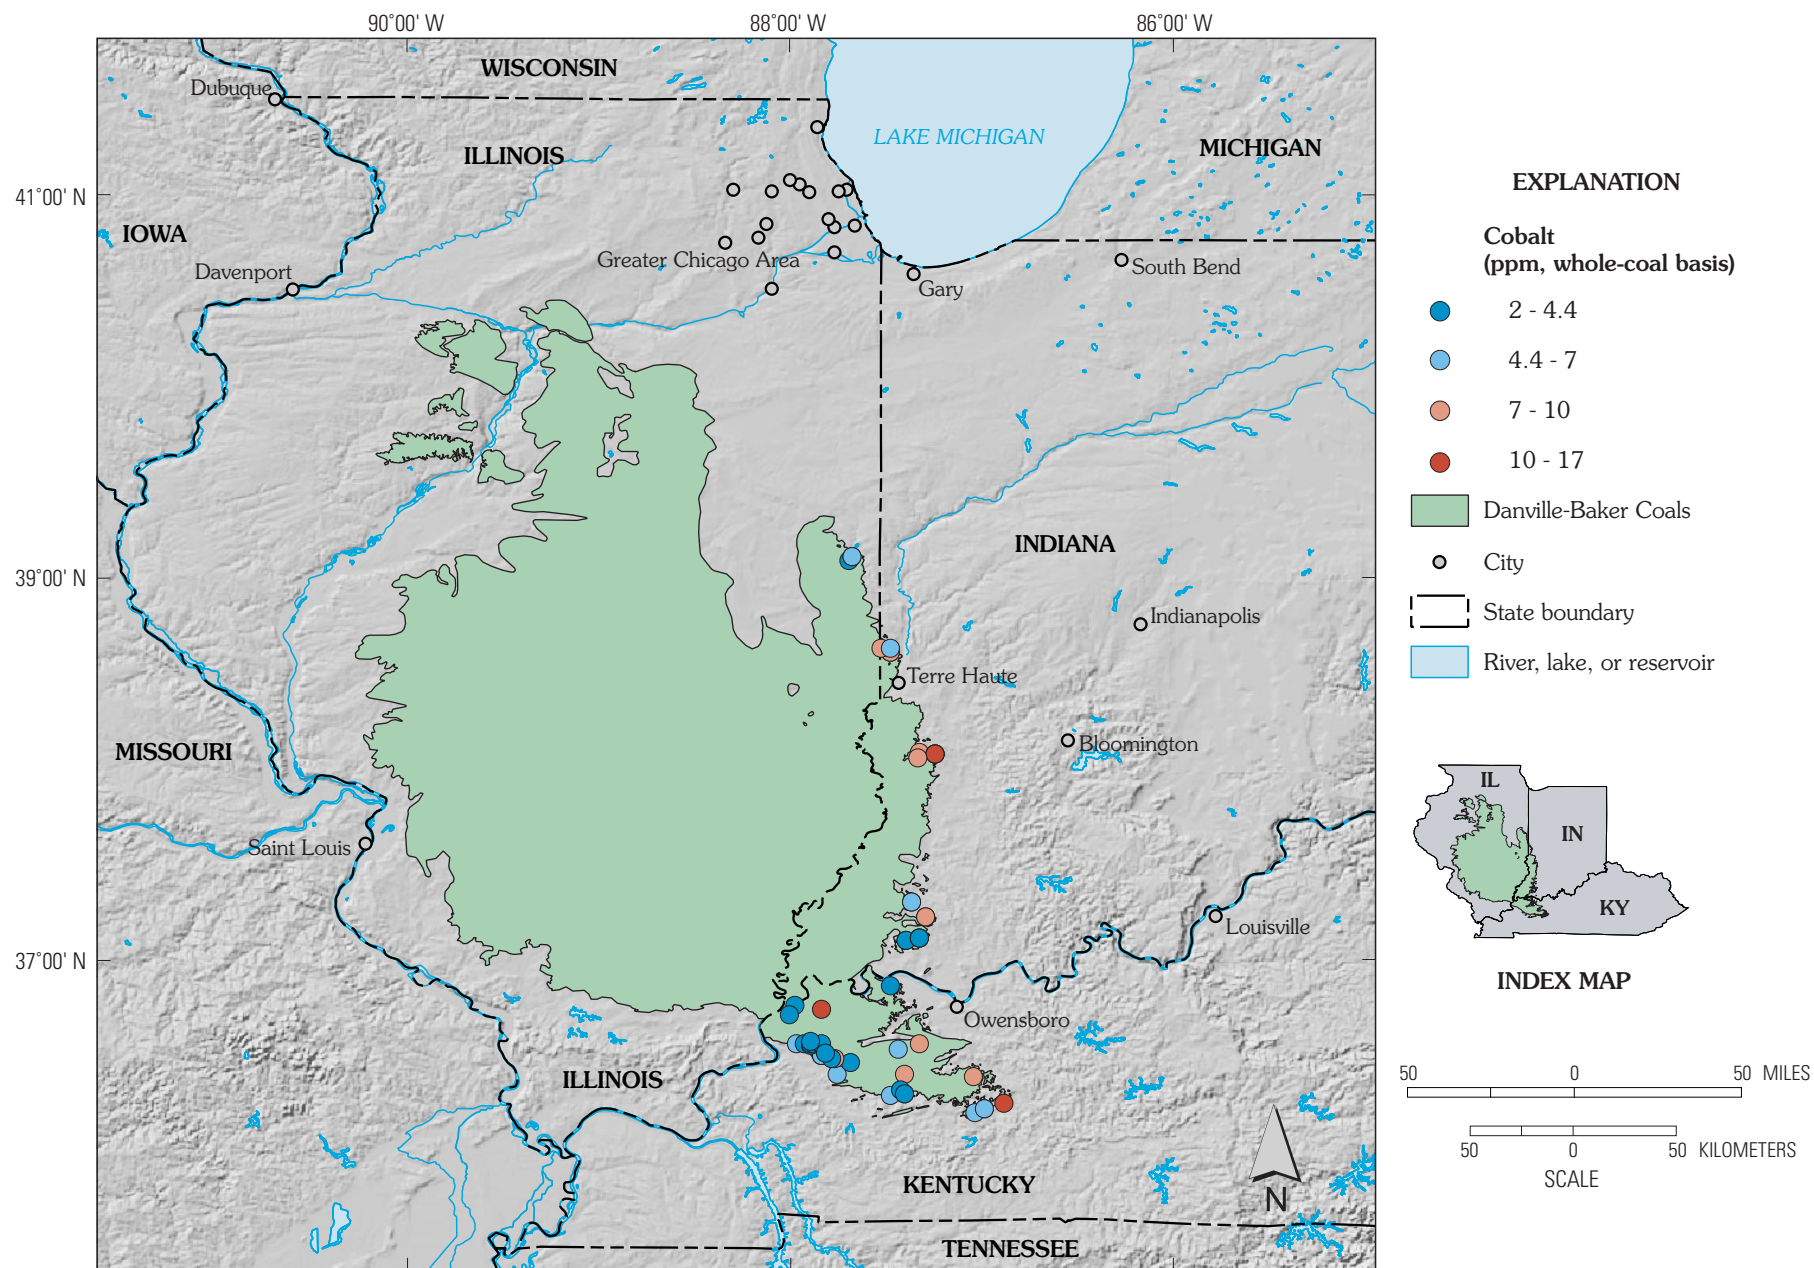 90°00' W
88°00' W
86°00' W
41°00' N
39°00' N
37°00' N
WISCONSIN
Dubuque
LAKE MICHIGAN
MICHIGAN
ILLINOIS
IOWA
Davenport
Greater Chicago Area
Gary
South Bend
INDIANA
Indianapolis
Terre Haute
Bloomington
MISSOURI
Saint Louis
Louisville
Owensboro
ILLINOIS
KENTUCKY
TENNESSEE
N
EXPLANATION
Cobalt
(ppm, whole-coal basis)
2 - 4.4
4.4 - 7
7 - 10
10 - 17
Danville-Baker Coals
City
State boundary
River, lake, or reservoir
IL
IN
KY
INDEX MAP
50 0 50 MILES
50 0 50 KILOMETERS
SCALE